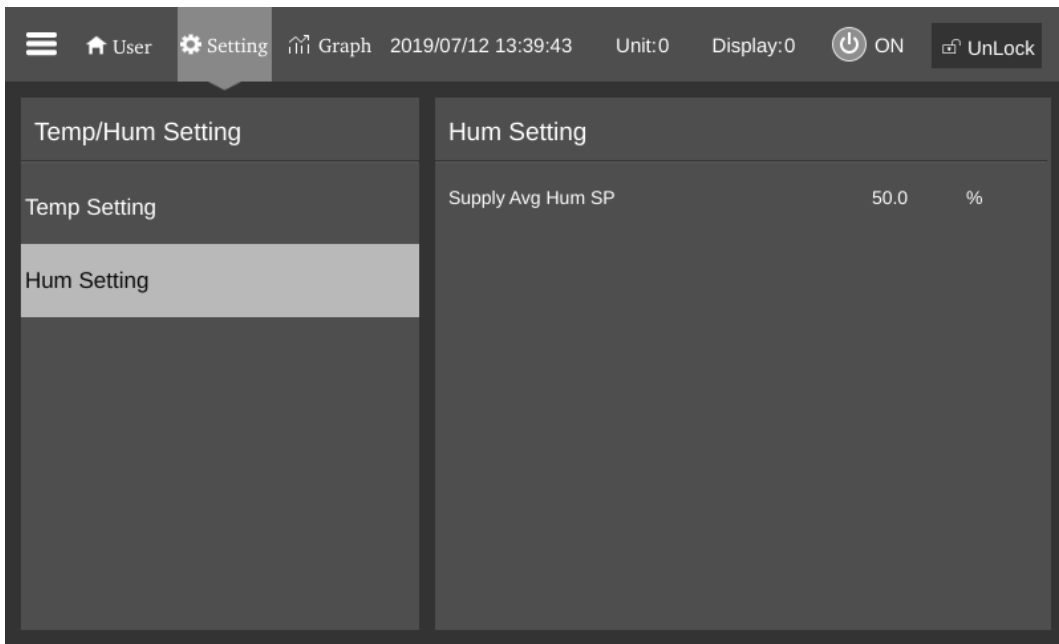 User Setting Graph 2019/07/12 13:39:43 Unit:0 Display:0 ON UnLock
Temp/Hum Setting
Temp Setting
Hum Setting
Hum Setting
Supply Avg Hum SP 50.0 %